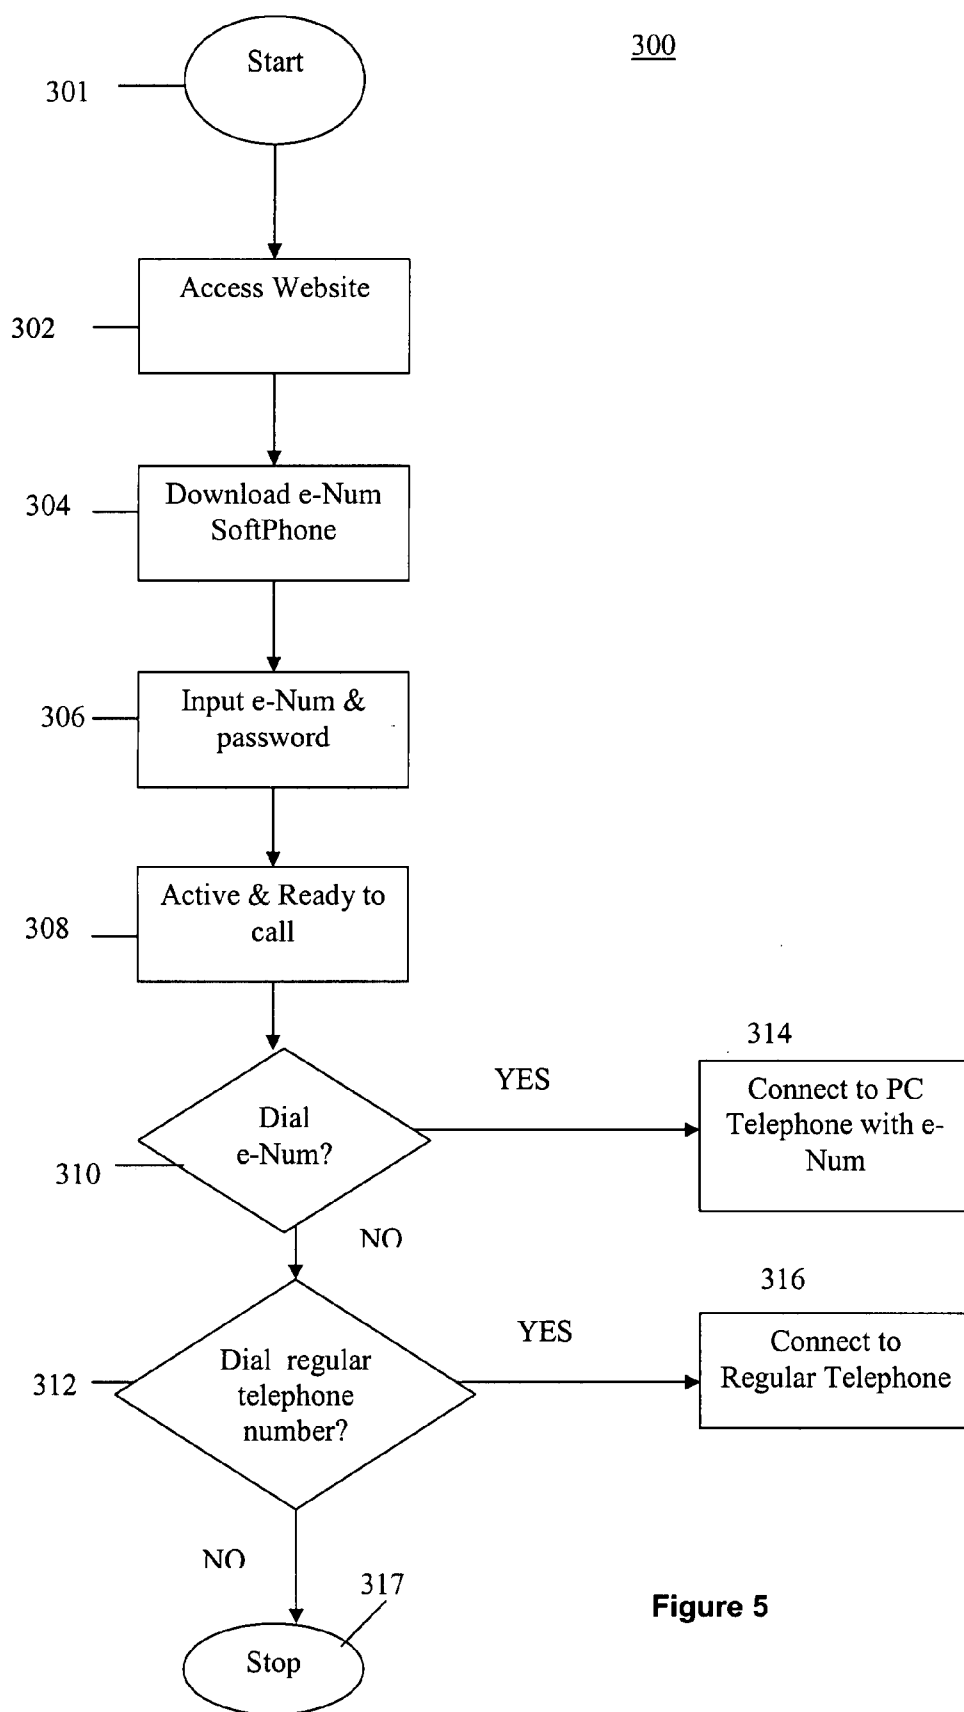 Start
300
301
Access Website
302
Download e-Num
SoftPhone
304
Input e-Num &
password
306
Active & Ready to
call
308
314
YES
Connect to PC
Telephone with e-
Num
Dial
e-Num?
310
NO
316
YES
Connect to
Regular Telephone
Dial regular
telephone
number?
312
NO
317
Stop
Figure 5